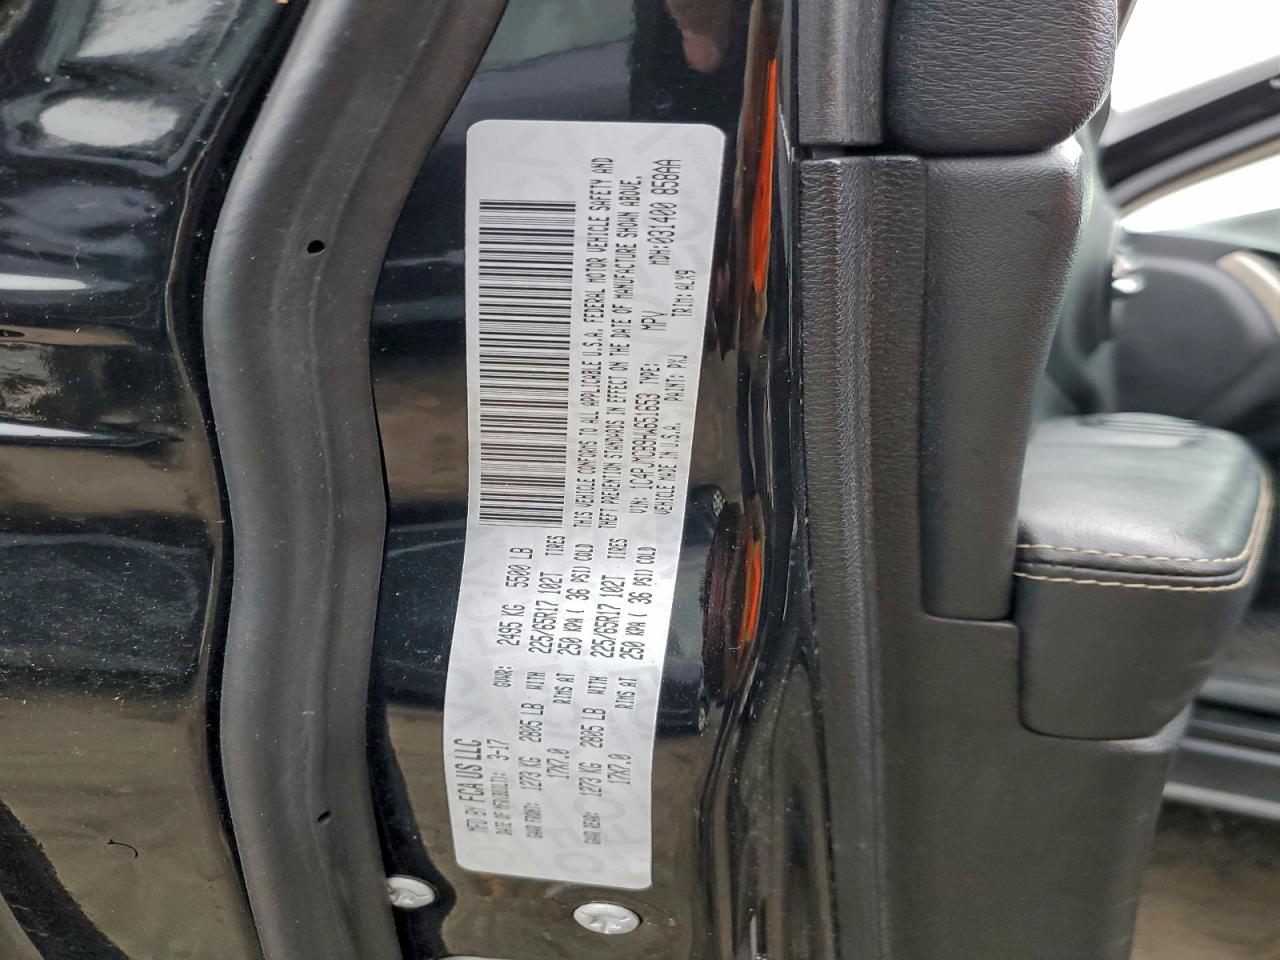 MFD BY FCA US LLC
DATE OF MFR(BUILT): 3-17 GVWR: 2495 KG 5500 LB
GAWR FRONT: 1273 KG 2805 LB WITH 225/65R17 102T TIRES
17X7.0 RIMS AT 250 KPA ( 36 PSI) COLD
GAWR REAR: 1273 KG 2805 LB WITH 225/65R17 102T TIRES
17X7.0 RIMS AT 250 KPA ( 36 PSI) COLD
THIS VEHICLE CONFORMS TO ALL APPLICABLE U.S.A. FEDERAL MOTOR VEHICLE SAFETY AND
THEFT PREVENTION STANDARDS IN EFFECT ON THE DATE OF MANUFACTURE SHOWN ABOVE.
VIN: 1C4PJMCB9HW651653 TYPE: MPV MDH:031400 858AA
VEHICLE MADE IN U.S.A. PAINT: PXJ TRIM: ALX9